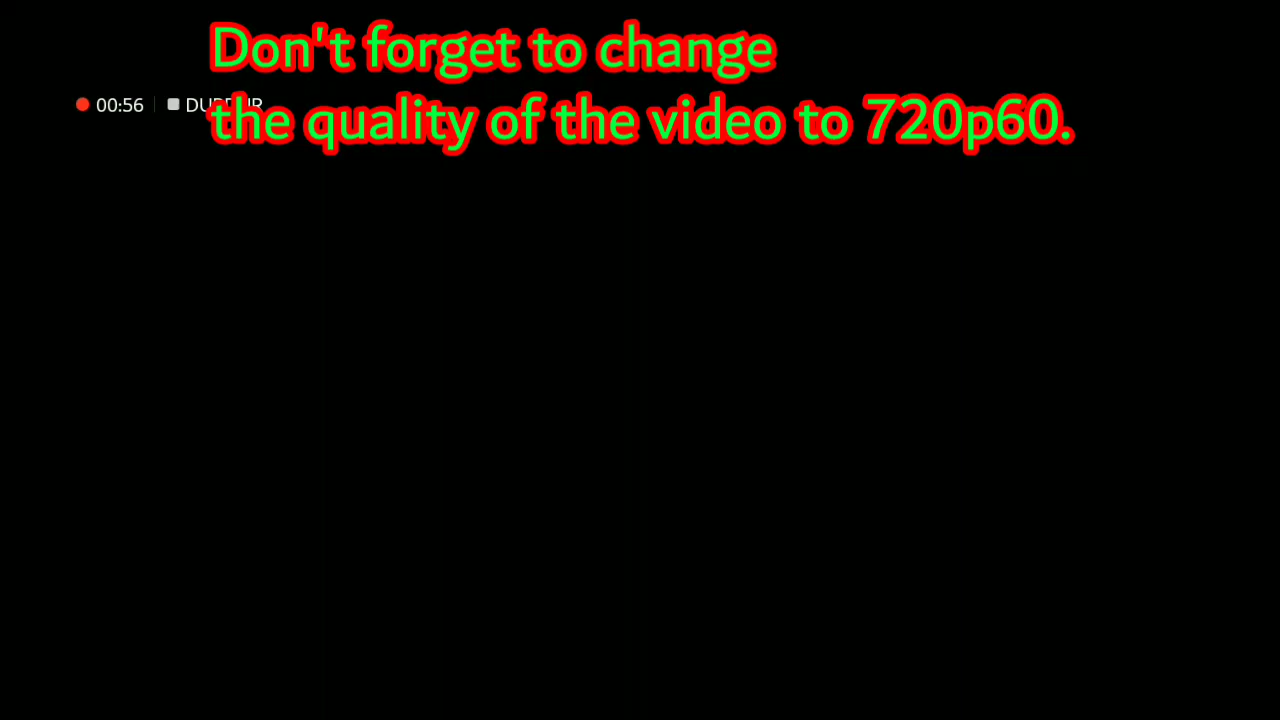 Don't forget to change
00:56
the quality of the video to 720p60.